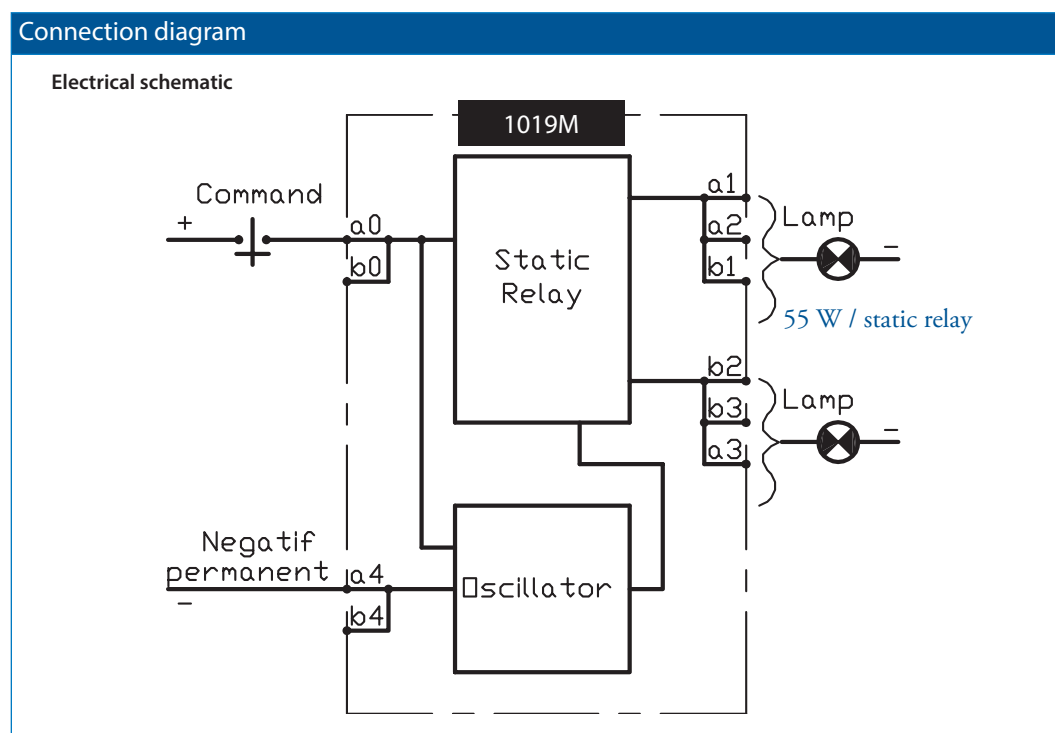 Connection diagram
Electrical schematic
1019M
Command
+
a0
b0
Static
Relay
a1
a2
b1
Lamp
−
55 W / static relay
b2
b3
a3
Lamp
−
Negatif
permanent
−
a4
b4
Oscillator